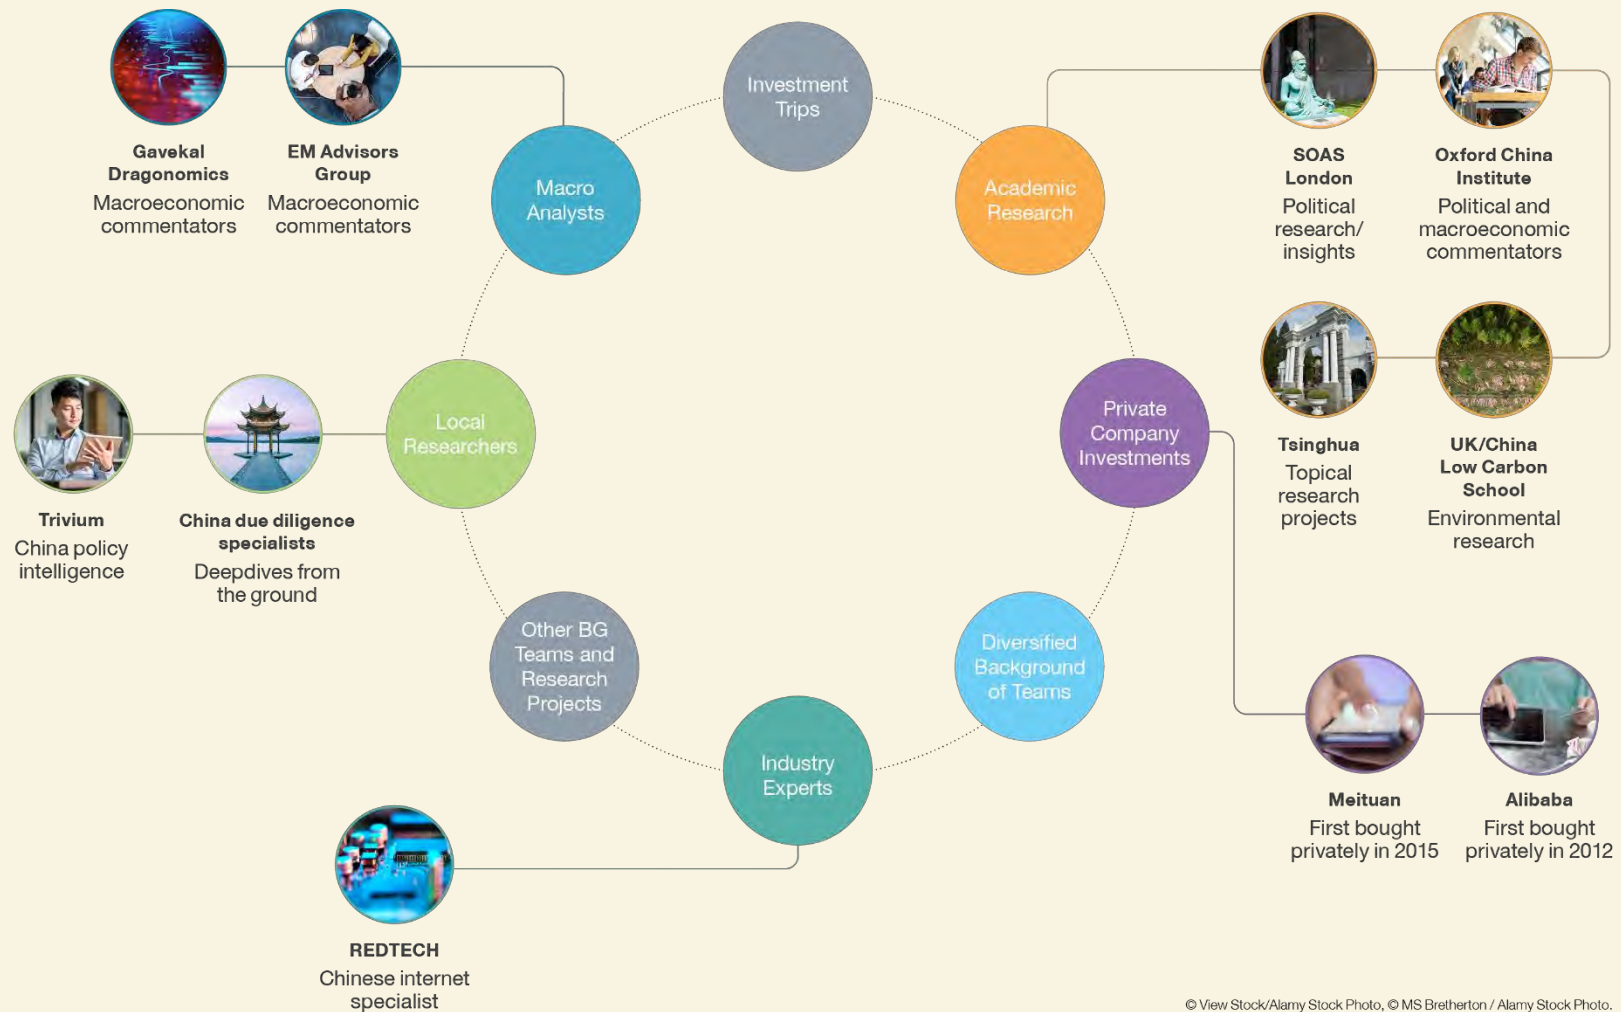 Gavekal
Dragonomics
Macroeconomic
commentators
EM Advisors
Group
Macroeconomic
commentators
Macro
Analysts
Investment
Trips
Academic
Research
SOAS
London
Political
research/
insights
Oxford China
Institute
Political and
macroeconomic
commentators
Tsinghua
Topical
research
projects
UK/China
Low Carbon
School
Environmental
research
Local
Researchers
Trivium
China policy
intelligence
China due diligence
specialists
Deepdives from
the ground
Private
Company
Investments
Other BG
Teams and
Research
Projects
Diversified
Background
of Teams
Industry
Experts
Meituan
First bought
privately in 2015
Alibaba
First bought
privately in 2012
REDTECH
Chinese internet
specialist
© View Stock/Alamy Stock Photo, © MS Bretherton / Alamy Stock Photo.